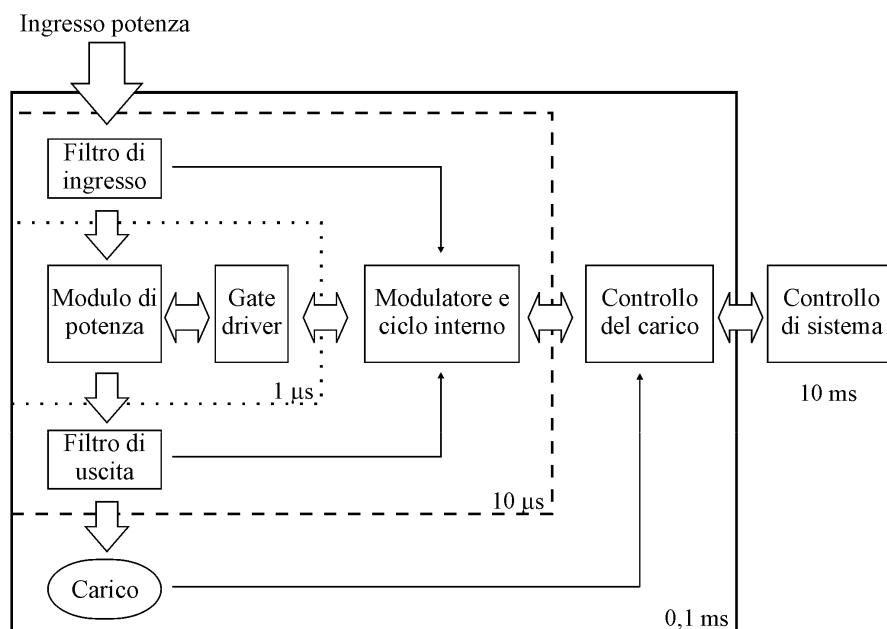 Ingresso potenza
Filtro di
ingresso
Modulo di
potenza
Gate
driver
Modulatore e
ciclo interno
Controllo
del carico
Controllo
di sistema
1 μs
10 ms
Filtro di
uscita
10 μs
Carico
0,1 ms